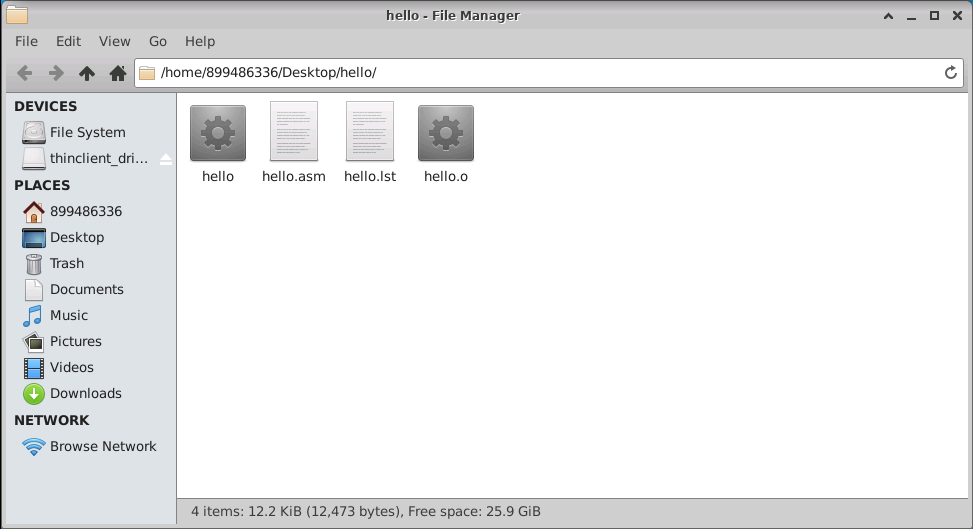 hello - File Manager
File Edit View Go Help
/home/899486336/Desktop/hello/
DEVICES
File System
thinclient_dri...
PLACES
899486336
Desktop
Trash
Documents
Music
Pictures
Videos
Downloads
NETWORK
Browse Network
hello hello.asm hello.lst hello.o
4 items: 12.2 KiB (12,473 bytes), Free space: 25.9 GiB